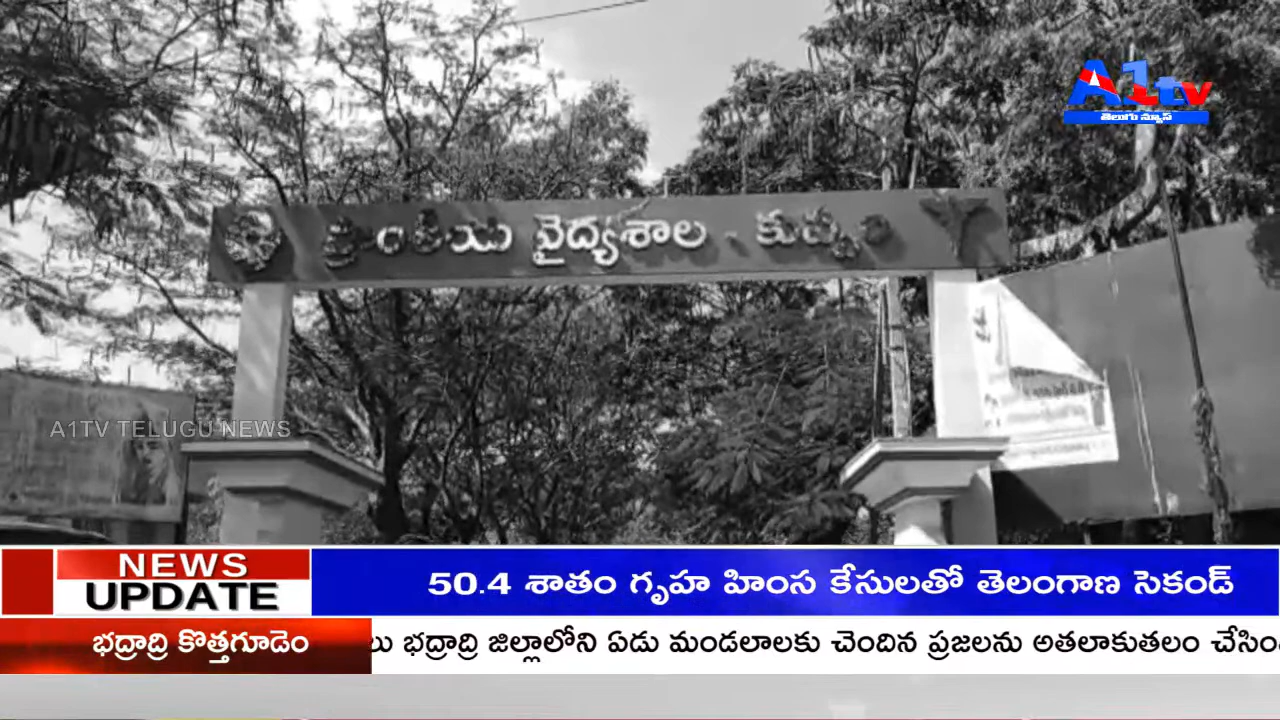 A1tv
తెలుగు న్యూస్
ప్రాంతీయ వైద్యశాల - కుప్పం
A1TV TELUGU NEWS
NEWS
UPDATE
50.4 శాతం గృహ హింస కేసులతో తెలంగాణ సెకండ్
భద్రాద్రి కొత్తగూడెం
లు భద్రాద్రి జిల్లాలోని ఏడు మండలాలకు చెందిన ప్రజలను అతలాకుతలం చేసిం